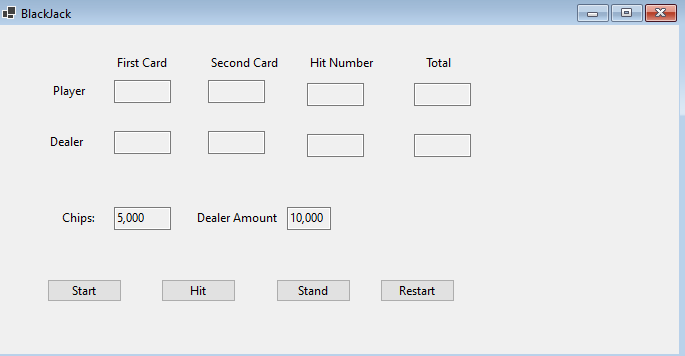 BlackJack
First Card Second Card Hit Number Total
Player
Dealer
Chips: 5,000 Dealer Amount 10,000
Start Hit Stand Restart